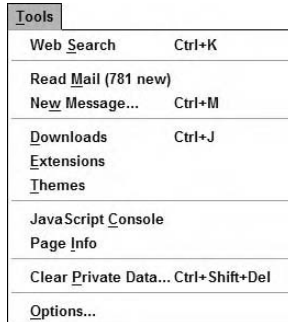 Tools
Web Search Ctrl+K
Read Mail (781 new)
New Message... Ctrl+M
Downloads Ctrl+J
Extensions
Themes
JavaScript Console
Page Info
Clear Private Data... Ctrl+Shift+Del
Options...